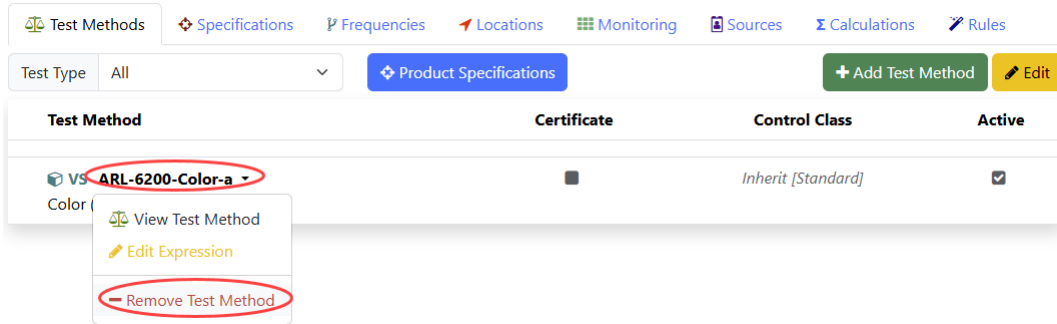 Test Methods Specifications Frequencies Locations Monitoring Sources Σ Calculations Rules
Test Type All Product Specifications Add Test Method Edit
Test Method Certificate Control Class Active
VS ARL-6200-Color-a Inherit [Standard]
Color (
View Test Method
Edit Expression
Remove Test Method